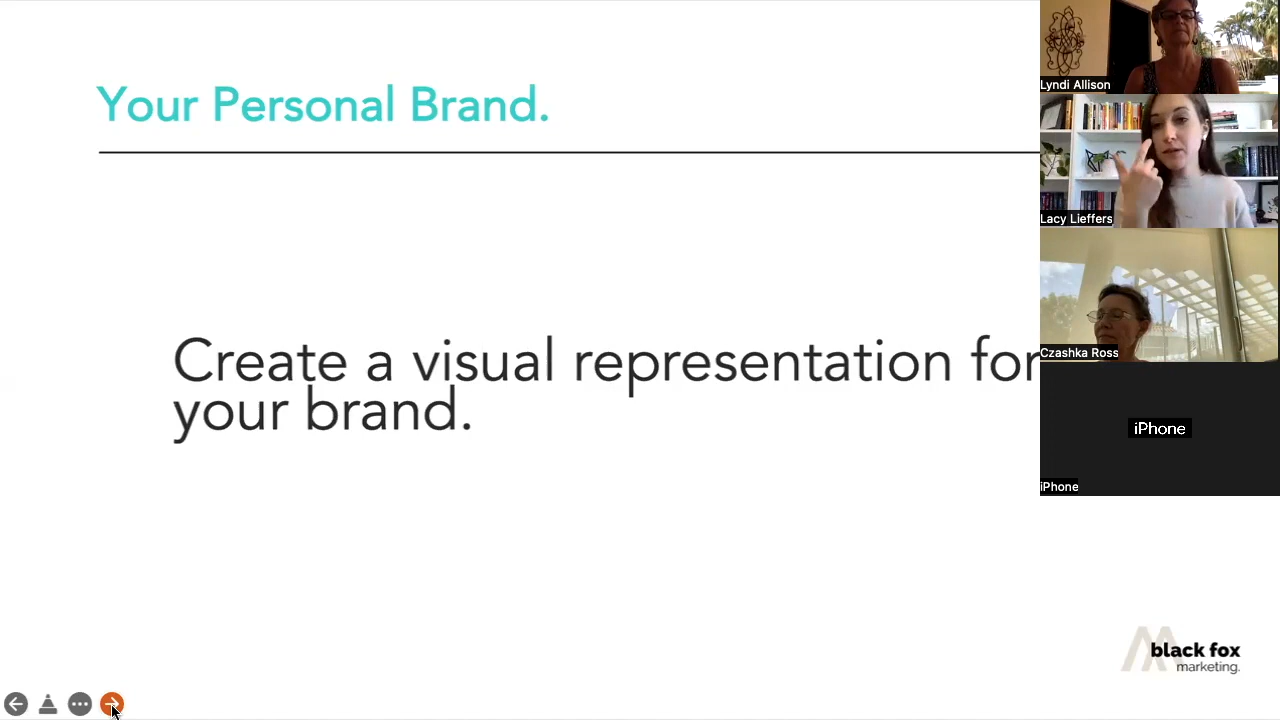 Your Personal Brand.
Create a visual representation for
your brand.
Lyndi Allison
Lacy Lieffers
Czashka Ross
iPhone
iPhone
black fox
marketing.